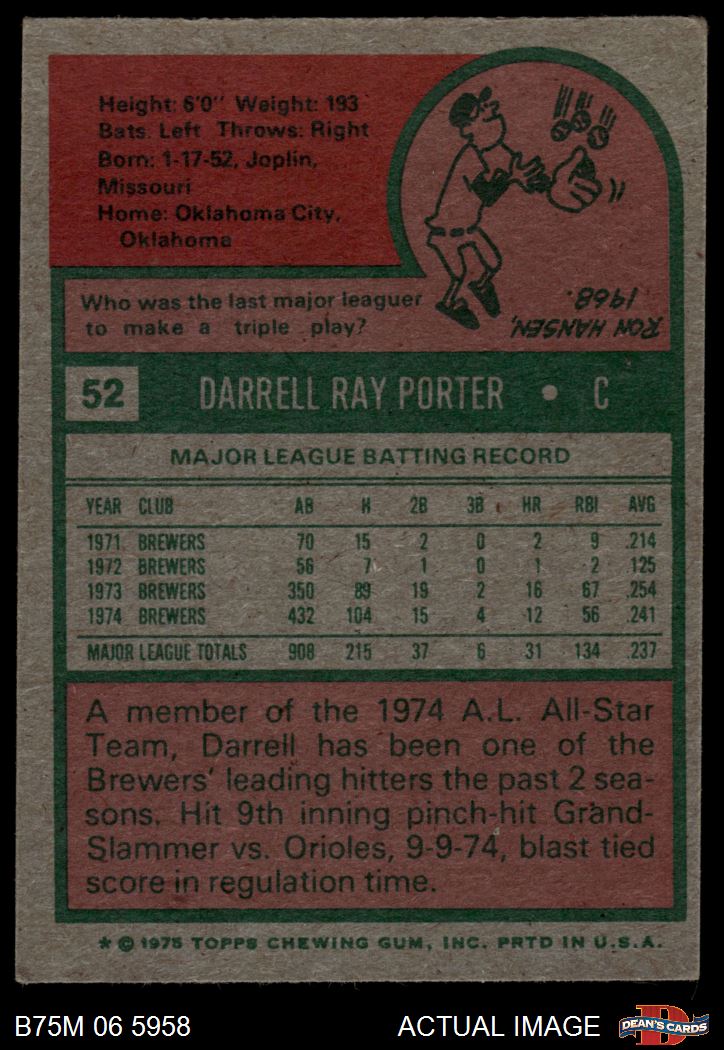 Height: 6'0" Weight: 193
Bats: Left Throws: Right
Born: 1-17-52, Joplin,
Missouri
Home: Oklahoma City,
Oklahoma
Who was the last major leaguer
to make a triple play?
RON HANSEN,
1968.
52 DARRELL RAY PORTER • C
MAJOR LEAGUE BATTING RECORD
YEAR CLUB AB H 2B 3B HR RBI AVG
1971 BREWERS 70 15 2 0 2 9 .214
1972 BREWERS 56 7 1 0 1 2 .125
1973 BREWERS 350 89 19 2 16 67 .254
1974 BREWERS 432 104 15 4 12 56 .241
MAJOR LEAGUE TOTALS 908 215 37 6 31 134 .237
A member of the 1974 A.L. All-Star
Team, Darrell has been one of the
Brewers' leading hitters the past 2 sea-
sons. Hit 9th inning pinch-hit Grand-
Slammer vs. Orioles, 9-9-74, blast tied
score in regulation time.
* © 1975 TOPPS CHEWING GUM, INC. PRTD IN U.S.A.
B75M 06 5958 ACTUAL IMAGE DEAN'S CARDS